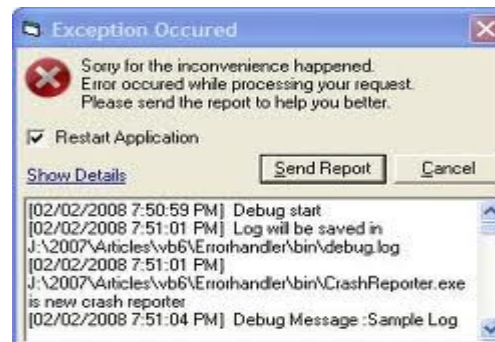 Exception Occured
Sorry for the inconvenience happened.
Error occured while processing your request.
Please send the report to help you better.
Restart Application
Show Details
Send Report
Cancel
[02/02/2008 7:50:59 PM] Debug start
[02/02/2008 7:51:01 PM] Log will be saved in
J:\2007\Articles\vb6\Errorhandler\bin\debug.log
[02/02/2008 7:51:01 PM]
J:\2007\Articles\vb6\Errorhandler\bin\CrashReporter.exe
is new crash reporter
[02/02/2008 7:51:04 PM] Debug Message :Sample Log